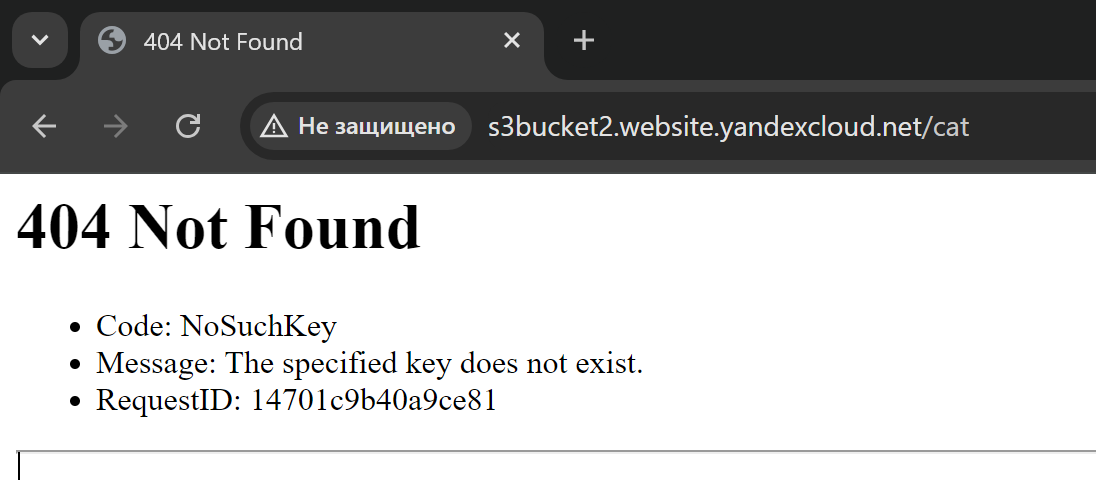 404 Not Found
Не защищено s3bucket2.website.yandexcloud.net/cat
404 Not Found
Code: NoSuchKey
Message: The specified key does not exist.
RequestID: 14701c9b40a9ce81